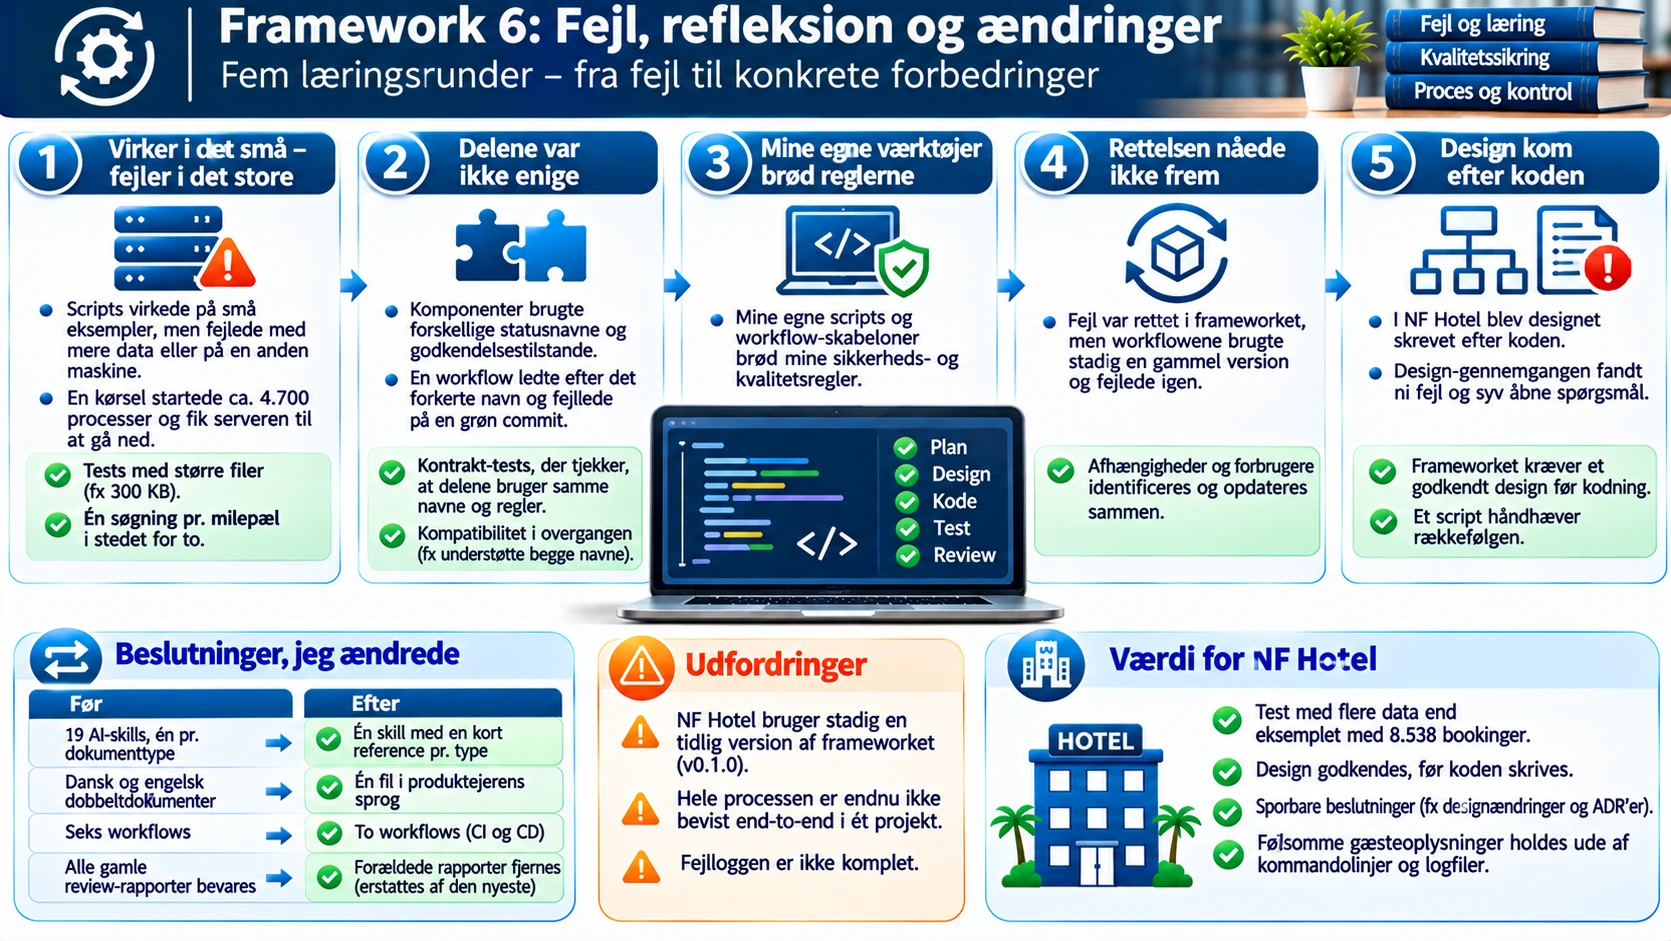 Framework 6: Fejl, refleksion og ændringer
Fem læringsrunder – fra fejl til konkrete forbedringer
Fejl og læring
Kvalitetssikring
Proces og kontrol
1
Virker i det små –
fejler i det store
Scripts virkede på små
eksempler, men fejlede med
mere data eller på en anden
maskine.
En kørsel startede ca. 4.700
processer og fik serveren til
at gå ned.
Tests med større filer
(fx 300 KB).
Én søgning pr. milepæl
i stedet for to.
2
Delene var
ikke enige
Komponenter brugte
forskellige statusnavne og
godkendelsestilstande.
En workflow ledte efter det
forkerte navn og fejllede
på en grøn commit.
Kontrakt-tests, der tjekker,
at delene bruger samme
navne og regler.
Kompatibilitet i overgangen
(fx understøtte begge navne).
3
Mine egne værktøjer
brød reglerne
</>
Mine egne scripts og
workflow-skabeloner
brød mine sikkerheds- og
kvalitetsregler.
</>
Plan
Design
Kode
Test
Review
4
Rettelsen nåede
ikke frem
Fejl var rettet i frameworket,
men workflowene brugte
stadig en gammel version
og fejlede igen.
Afhængigheder og forbrugere
identificeres og opdateres
sammen.
5
Design kom
efter koden
I NF Hotel blev designet
skrevet efter koden.
Design-gennemgangen fandt
ni fejl og syv åbne spørgsmål.
Frameworket kræver et
godkendt design før kodning.
Et script håndhæver
rækkefølgen.
Beslutninger, jeg ændrede
Før
Efter
19 AI-skills, én pr.
dokumenttype
Én skill med en kort
reference pr. type
Dansk og engelsk
dobbeltdokumenter
Én fil i produktejerens
sprog
Seks workflows
To workflows (CI og CD)
Alle gamle
review-rapporter bevares
Forældede rapporter fjernes
(erstattes af den nyeste)
Udfordringer
NF Hotel bruger stadig en
tidlig version af frameworket
(v0.1.0).
Hele processen er endnu ikke
bevist end-to-end i ét projekt.
Fejlloggen er ikke komplet.
Værdi for NF Hotel
HOTEL
Test med flere data end
eksemplet med 8.538 bookinger.
Design godkendes, før koden skrives.
Sporbare beslutninger (fx designændringer og ADR'er).
Følsomme gæsteoplysninger holdes ude af
kommandolinjer og logfiler.